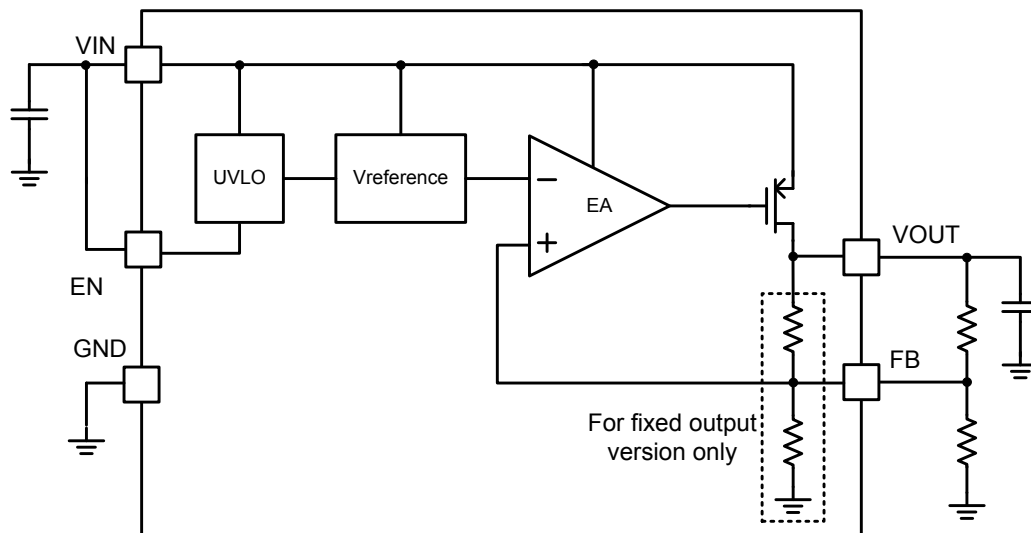 VIN
UVLO
Vreference
−
EA
+
VOUT
EN
GND
FB
For fixed output
version only